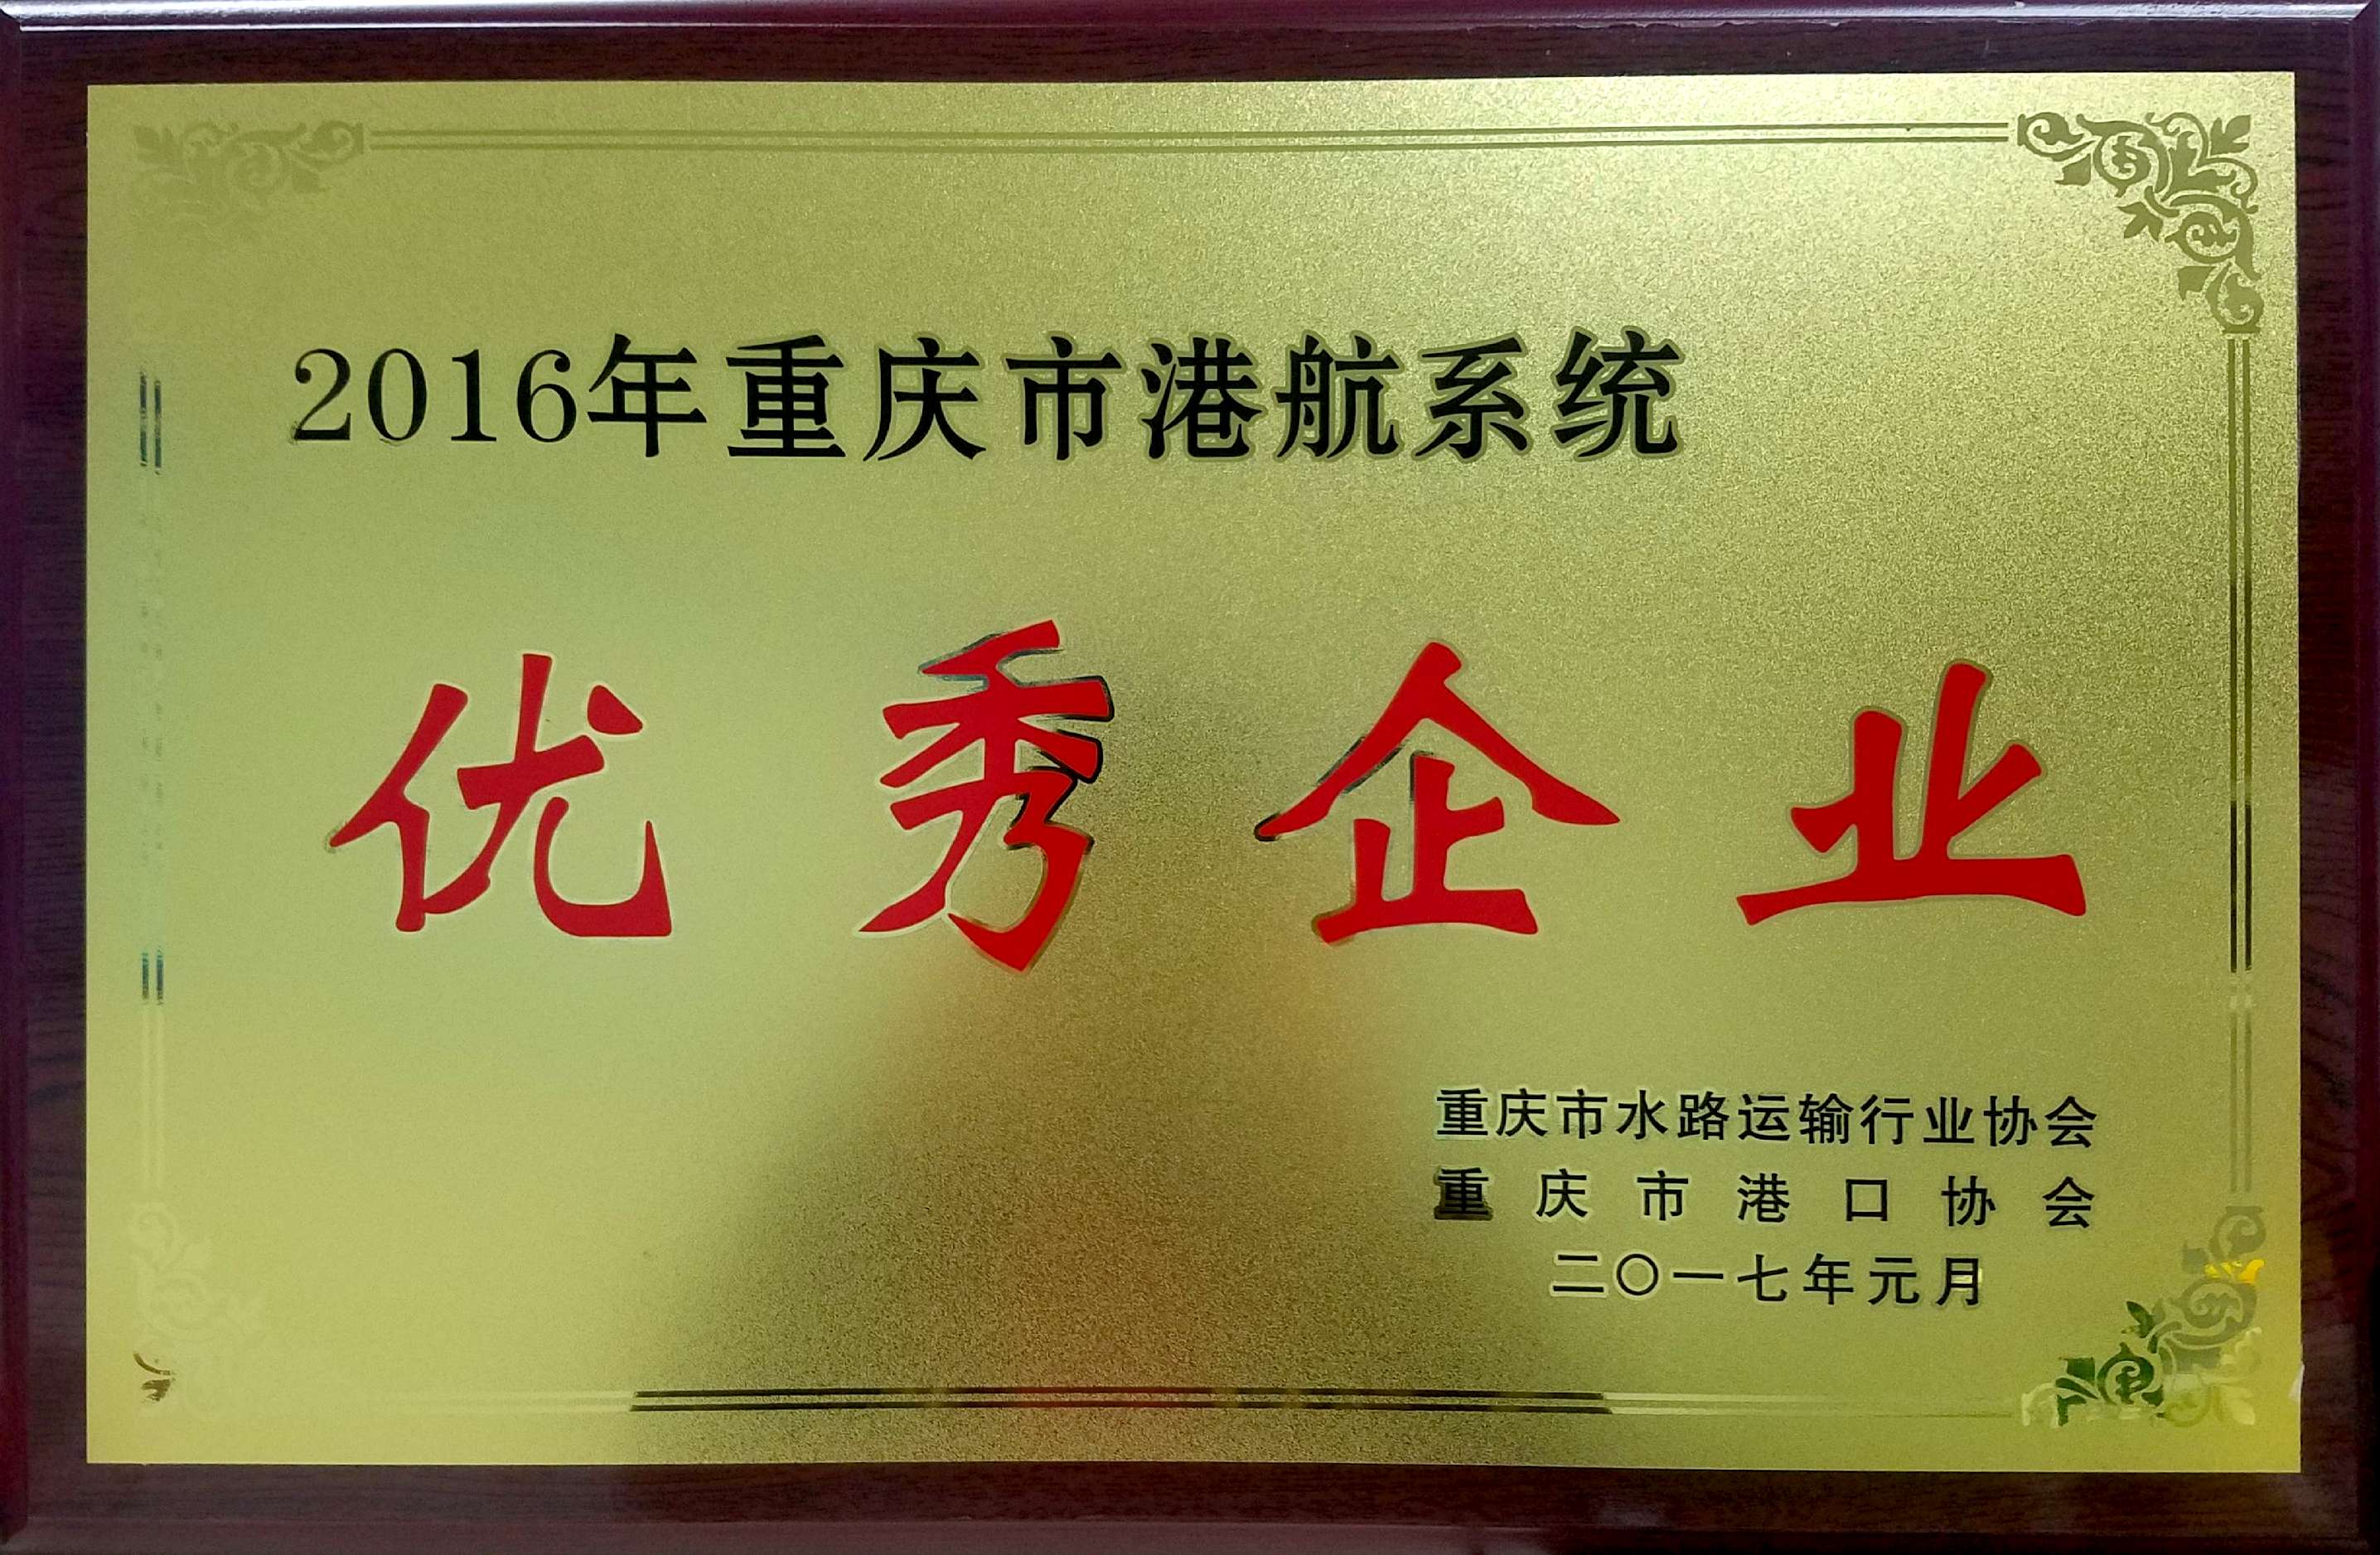 2016年重庆市港航系统
优秀企业
重庆市水路运输行业协会
重庆市港口协会
二〇一七年元月